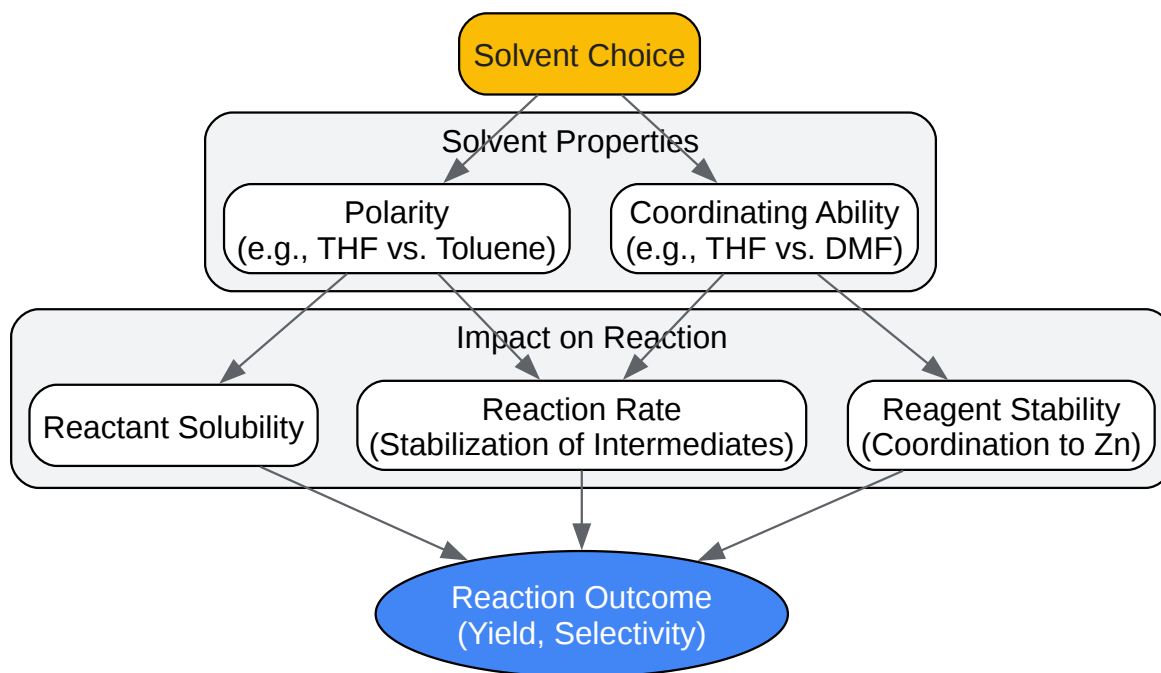 Solvent Choice
Solvent Properties
Polarity
(e.g., THF vs. Toluene)
Coordinating Ability
(e.g., THF vs. DMF)
Impact on Reaction
Reactant Solubility
Reaction Rate
(Stabilization of Intermediates)
Reagent Stability
(Coordination to Zn)
Reaction Outcome
(Yield, Selectivity)